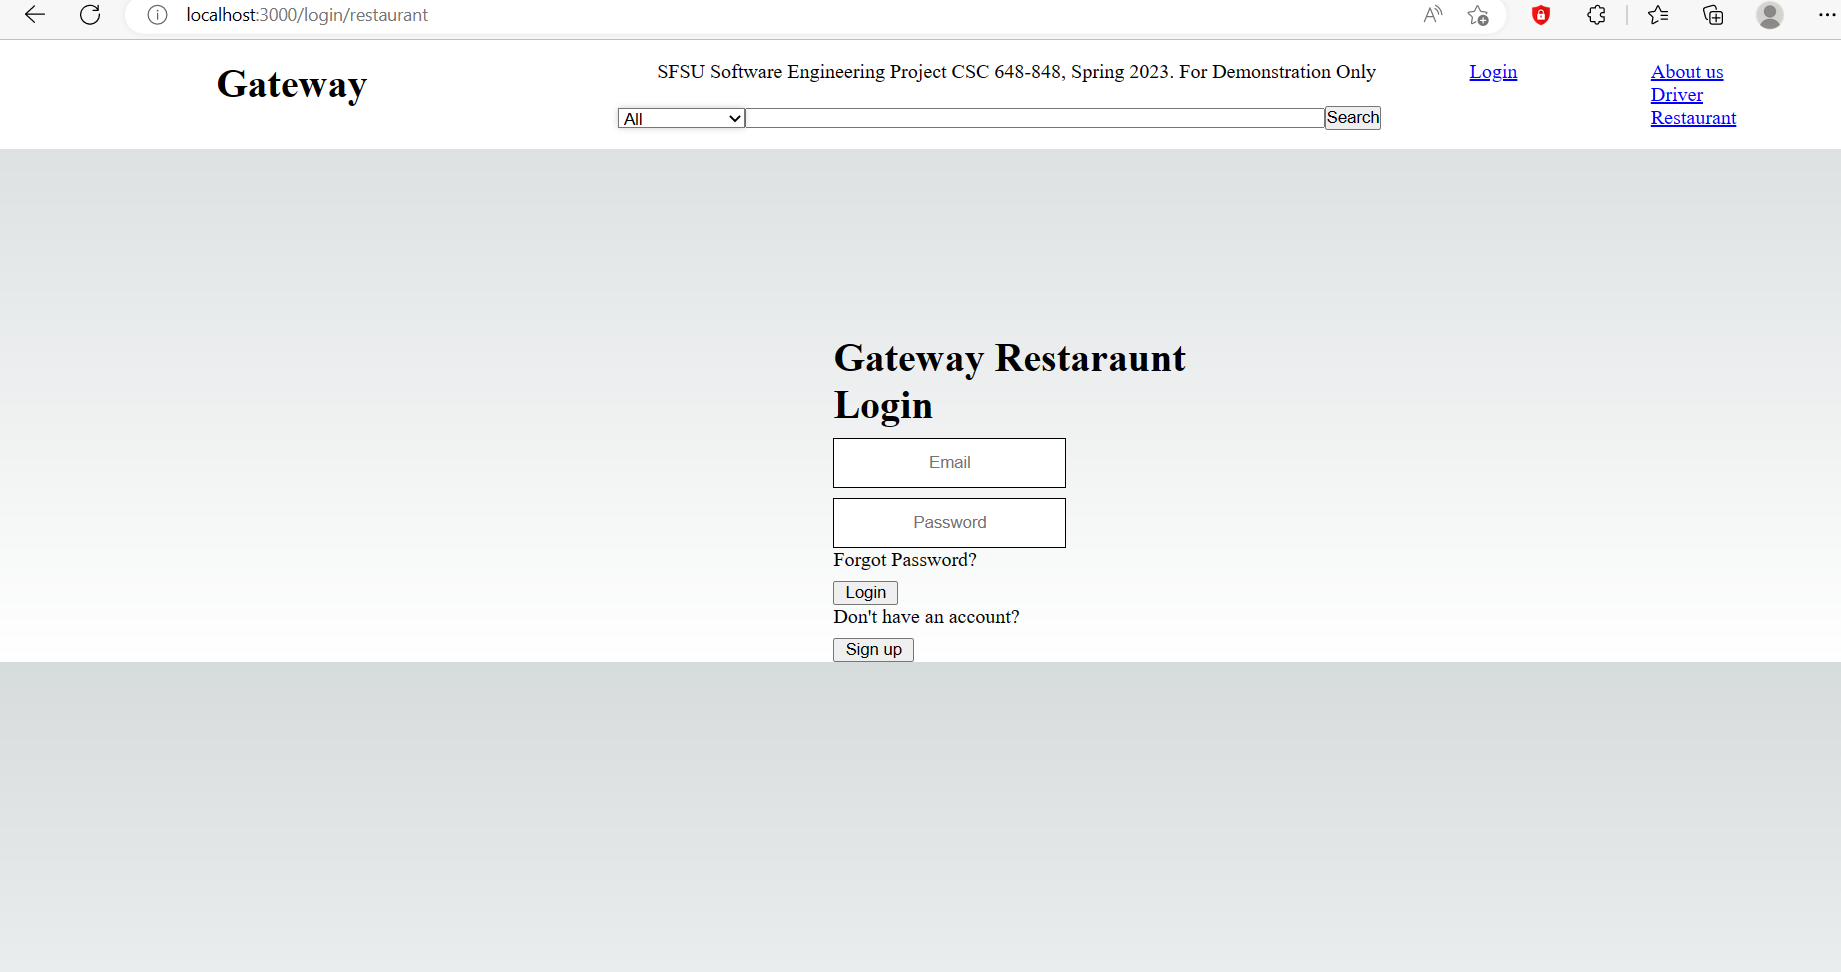 localhost:3000/login/restaurant
Gateway
SFSU Software Engineering Project CSC 648-848, Spring 2023. For Demonstration Only
Login
About us
Driver
Restaurant
All
Search
Gateway Restaraunt
Login
Email
Password
Forgot Password?
Login
Don't have an account?
Sign up